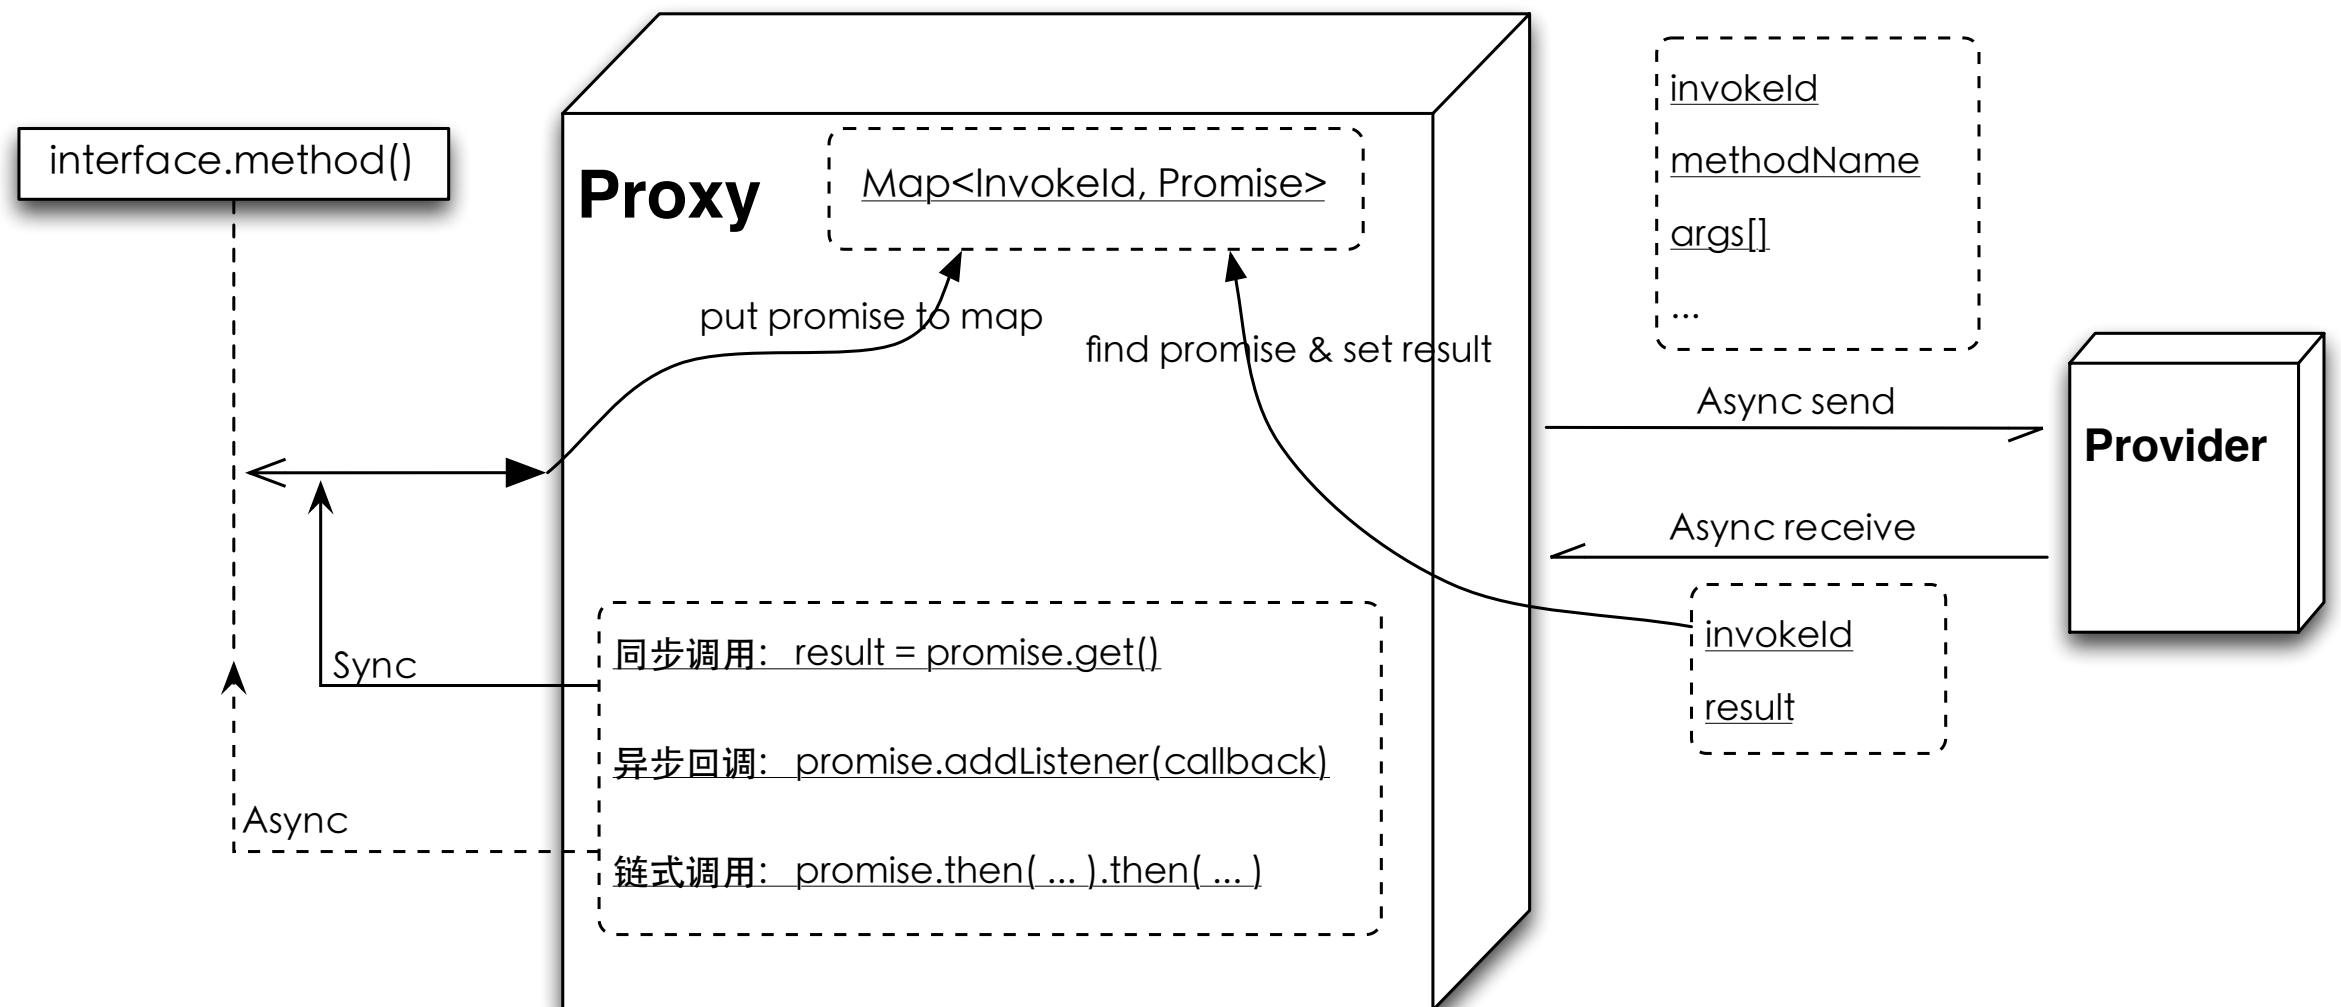 interface.method()
Proxy
Map<InvokeId, Promise>
put promise to map
find promise & set result
invokeId
methodName
args[]
...
Async send
Provider
Async receive
invokeId
result
Sync
同步调用： result = promise.get()
异步回调： promise.addListener(callback)
Async
链式调用： promise.then( ... ).then( ... )